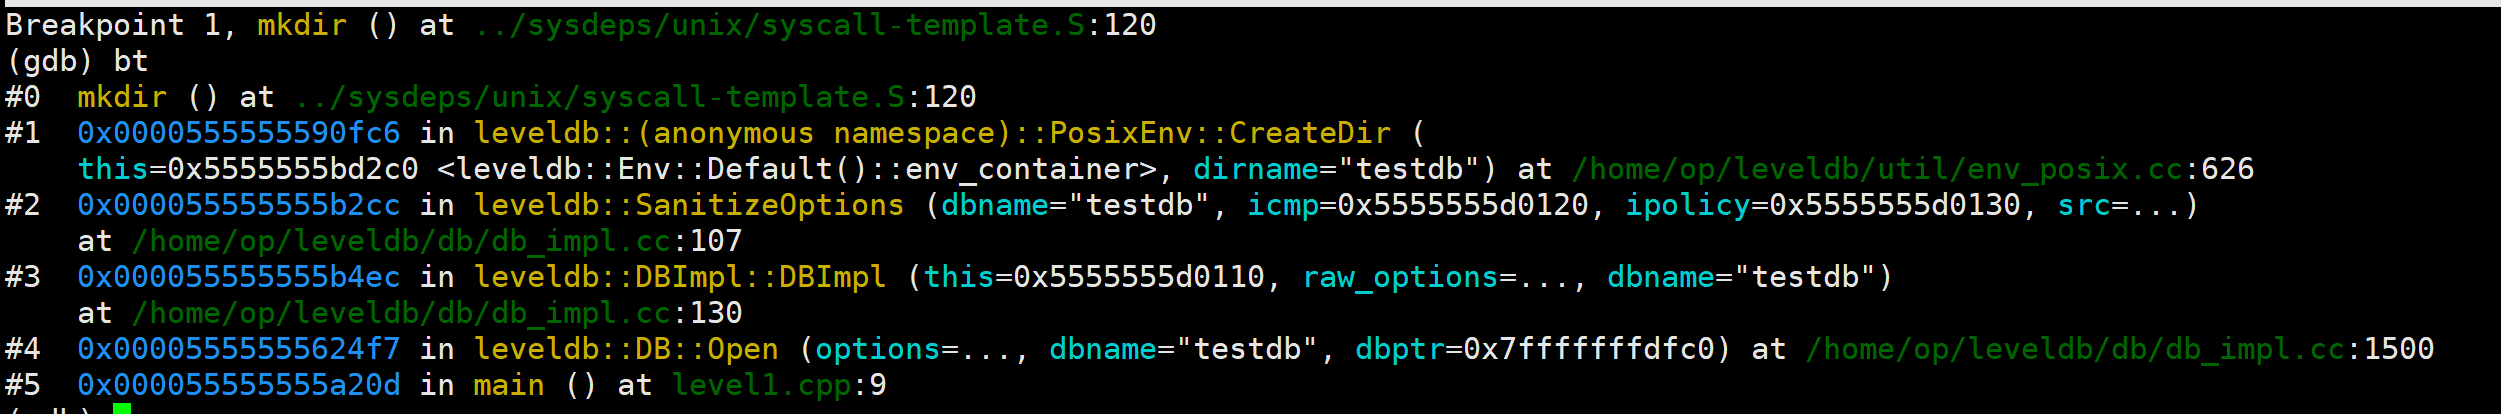 Breakpoint 1, mkdir () at ../sysdeps/unix/syscall-template.S:120
(gdb) bt
#0  mkdir () at ../sysdeps/unix/syscall-template.S:120
#1  0x0000555555590fc6 in leveldb::(anonymous namespace)::PosixEnv::CreateDir (
    this=0x5555555bd2c0 <leveldb::Env::Default()::env_container>, dirname="testdb") at /home/op/leveldb/util/env_posix.cc:626
#2  0x000055555555b2cc in leveldb::SanitizeOptions (dbname="testdb", icmp=0x5555555d0120, ipolicy=0x5555555d0130, src=...)
    at /home/op/leveldb/db/db_impl.cc:107
#3  0x000055555555b4ec in leveldb::DBImpl::DBImpl (this=0x5555555d0110, raw_options=..., dbname="testdb")
    at /home/op/leveldb/db/db_impl.cc:130
#4  0x00005555555624f7 in leveldb::DB::Open (options=..., dbname="testdb", dbptr=0x7fffffffdfc0) at /home/op/leveldb/db/db_impl.cc:1500
#5  0x000055555555a20d in main () at level1.cpp:9